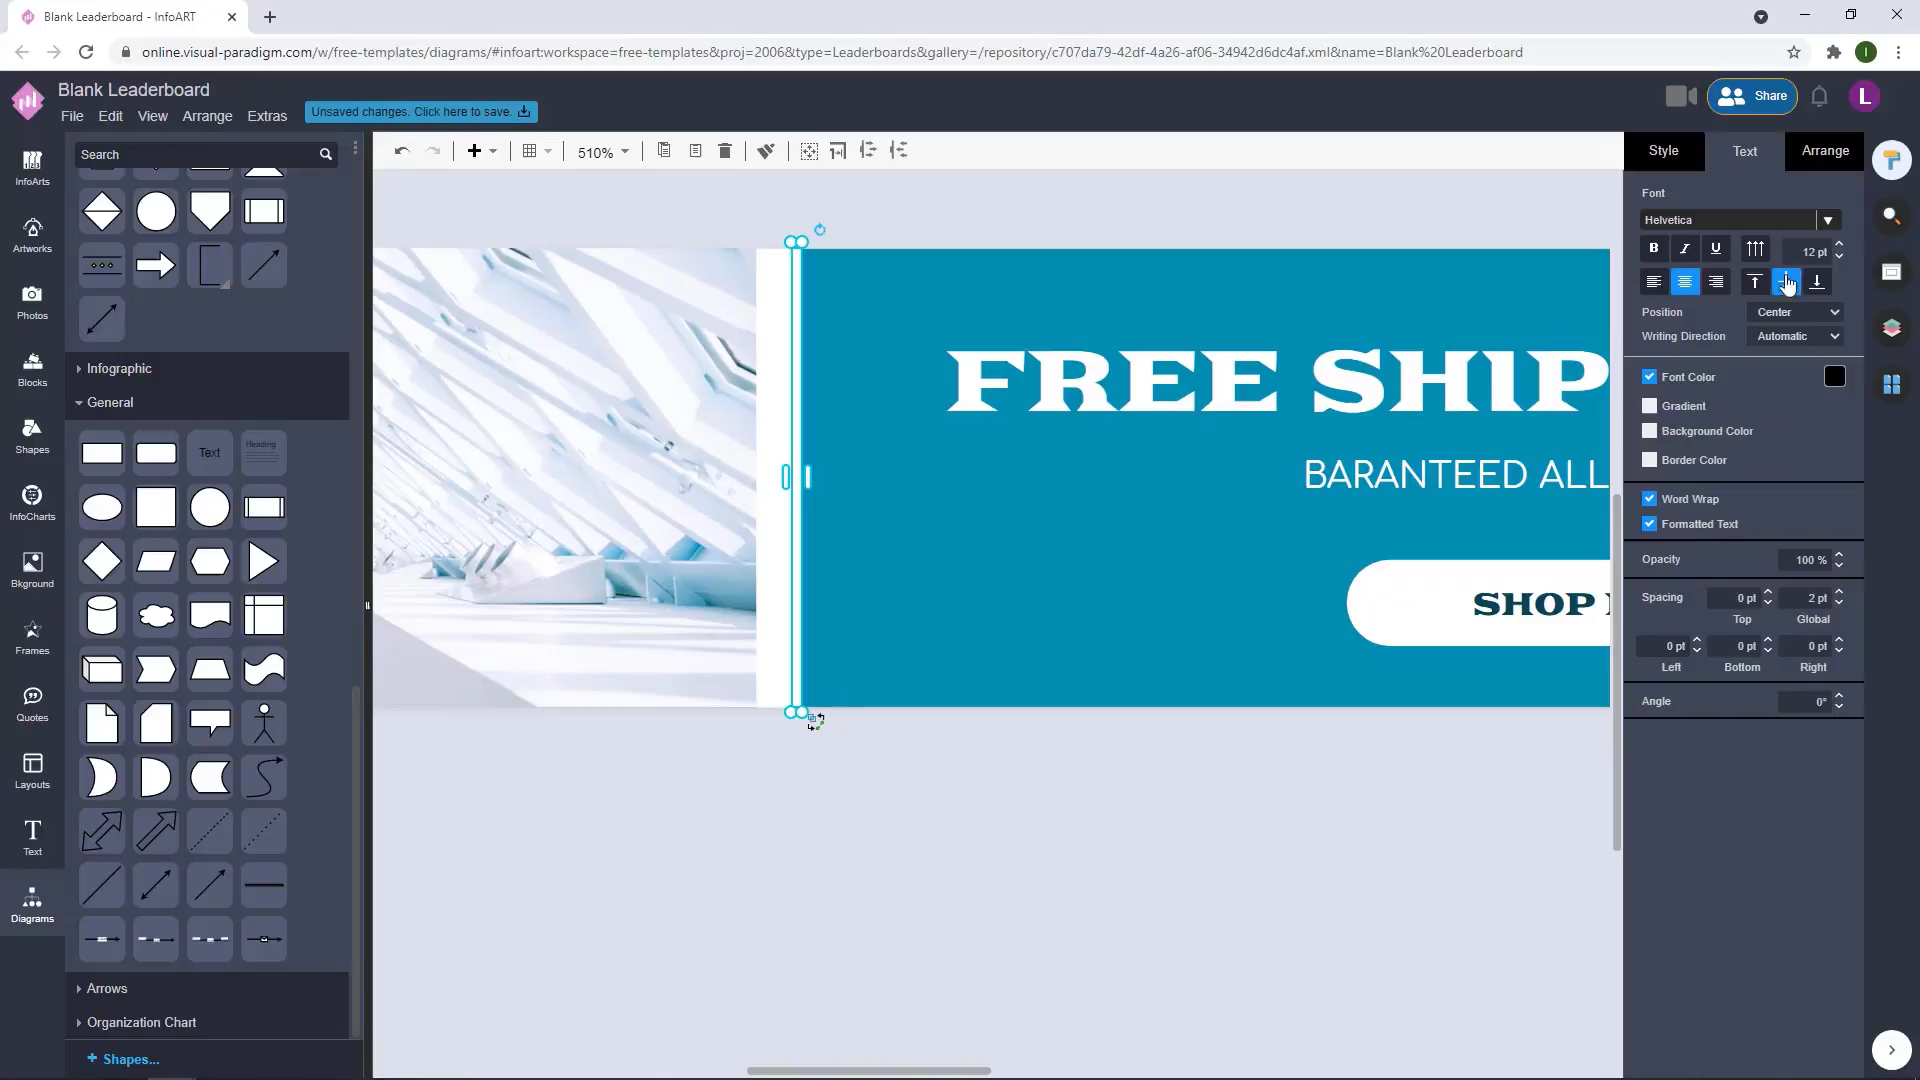 Blank Leaderboard - InfoART
online.visual-paradigm.com/w/free-templates/diagrams/#infoart:workspace=free-templates&proj=2006&type=Leaderboards&gallery=/repository/c707da79-42df-4a26-af06-34942d6dc4af.xml&name=Blank%20Leaderboard
I
Blank Leaderboard
File Edit View Arrange Extras
Unsaved changes. Click here to save.
Share
L
InfoArts
Artworks
Photos
Blocks
Shapes
InfoCharts
Bkground
Frames
Quotes
Layouts
Text
Diagrams
Search
Infographic
General
Text
Heading
Arrows
Organization Chart
+ Shapes...
510%
FREE SHIP
BARANTEED ALL
SHOP
Style Text Arrange
Font
Helvetica
B I U 12 pt
Position Center
Writing Direction Automatic
Font Color
Gradient
Background Color
Border Color
Word Wrap
Formatted Text
Opacity 100 %
Spacing 0 pt 2 pt
Top Global
0 pt 0 pt 0 pt
Left Bottom Right
Angle 0°